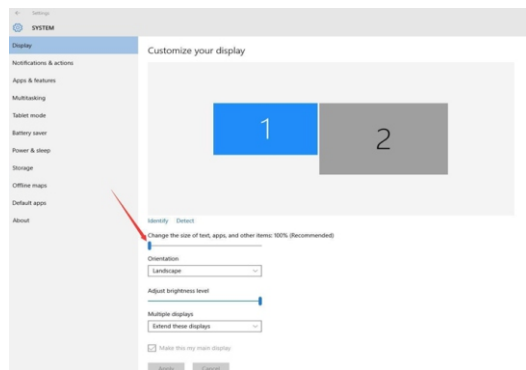 Settings
SYSTEM
Display
Notifications & actions
Apps & features
Multitasking
Tablet mode
Battery saver
Power & sleep
Storage
Offline maps
Default apps
About
Customize your display
1
2
Identify Detect
Change the size of text, apps, and other items: 100% (Recommended)
Orientation
Landscape
Adjust brightness level
Multiple displays
Extend these displays
Make this my main display
Apply Cancel